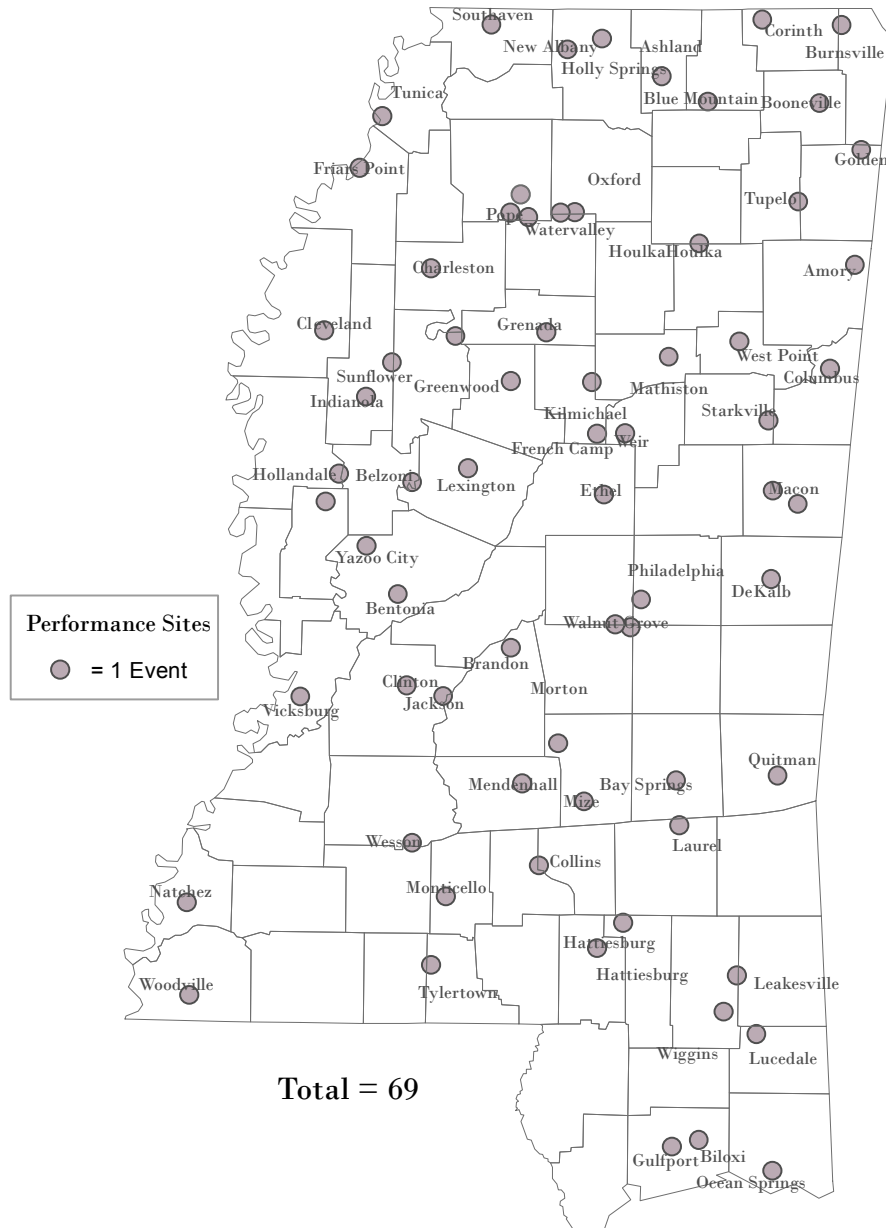 Southaven
Corinth
New Albany
Ashland
Burnsville
Holly Springs
Tunica
Blue Mountain
Booneville
Golden
Friars Point
Oxford
Tupelo
Pope
Watervalley
HoulkaHoulka
Charleston
Amory
Cleveland
Grenada
West Point
Sunflower
Greenwood
Mathiston
Columbus
Indianola
Kilmichael
Starkville
French Camp
Weir
Hollandale
Belzoni
Lexington
Ethel
Macon
Yazoo City
Philadelphia
DeKalb
Bentonia
Performance Sites
Walnut Grove
= 1 Event
Brandon
Clinton
Morton
Jackson
Vicksburg
Quitman
Mendenhall
Bay Springs
Mize
Wesson
Laurel
Collins
Natchez
Monticello
Hattiesburg
Hattiesburg
Leakesville
Woodville
Tylertown
Wiggins
Lucedale
Total = 69
Biloxi
Gulfport
Ocean Springs